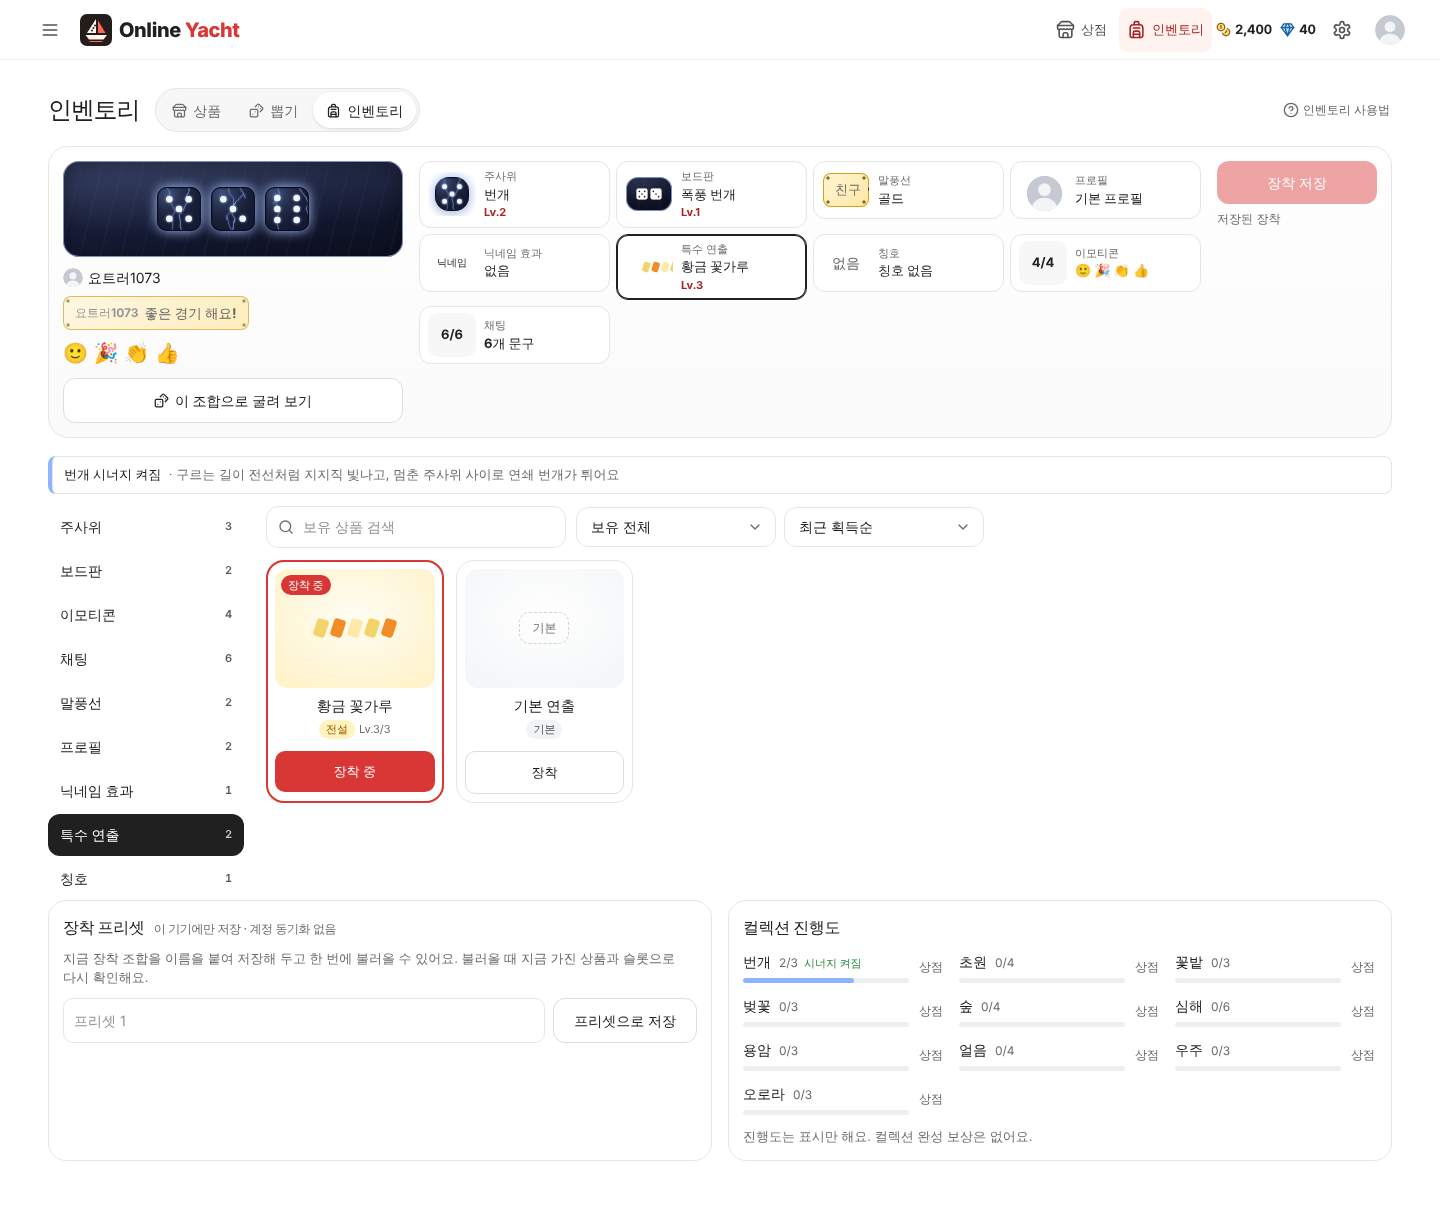 Online Yacht
상점
인벤토리
2,400
40
인벤토리
상품
뽑기
인벤토리
인벤토리 사용법
주사위
번개
Lv.2
보드판
폭풍 번개
Lv.1
친구
말풍선
골드
프로필
기본 프로필
장착 저장
저장된 장착
닉네임
닉네임 효과
없음
특수 연출
황금 꽃가루
Lv.3
없음
칭호
칭호 없음
4/4
이모티콘
🙂 🎉 👏 👍
6/6
채팅
6개 문구
요트러1073
요트러1073 좋은 경기 해요!
🙂 🎉 👏 👍
이 조합으로 굴려 보기
번개 시너지 켜짐 · 구르는 길이 전선처럼 지지직 빛나고, 멈춘 주사위 사이로 연쇄 번개가 튀어요
주사위 3
보드판 2
이모티콘 4
채팅 6
말풍선 2
프로필 2
닉네임 효과 1
특수 연출 2
칭호 1
보유 상품 검색
보유 전체
최근 획득순
장착 중
황금 꽃가루
전설 Lv.3/3
장착 중
기본
기본 연출
기본
장착
장착 프리셋 이 기기에만 저장 · 계정 동기화 없음
지금 장착 조합을 이름을 붙여 저장해 두고 한 번에 불러올 수 있어요. 불러올 때 지금 가진 상품과 슬롯으로
다시 확인해요.
프리셋 1
프리셋으로 저장
컬렉션 진행도
번개 2/3 시너지 켜짐 상점
초원 0/4 상점
꽃밭 0/3 상점
벚꽃 0/3 상점
숲 0/4 상점
심해 0/6 상점
용암 0/3 상점
얼음 0/4 상점
우주 0/3 상점
오로라 0/3 상점
진행도는 표시만 해요. 컬렉션 완성 보상은 없어요.